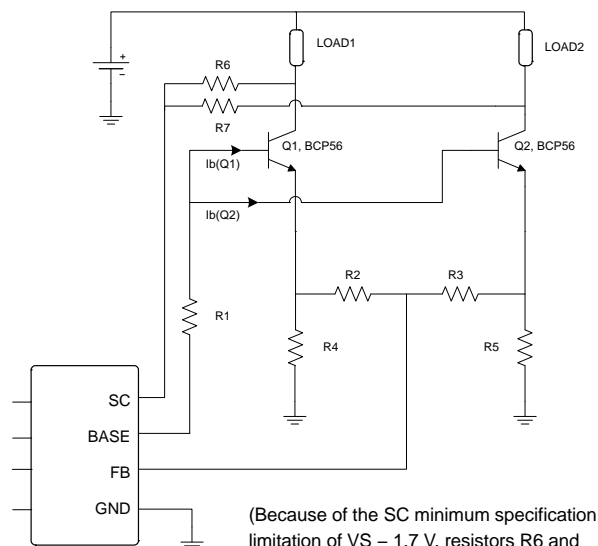 LOAD1
LOAD2
+
−
R6
R7
Q1, BCP56
Q2, BCP56
Ib(Q1)
Ib(Q2)
R2
R3
R1
R4
R5
SC
BASE
FB
GND
(Because of the SC minimum specification
limitation of VS − 1.7 V, resistors R6 and